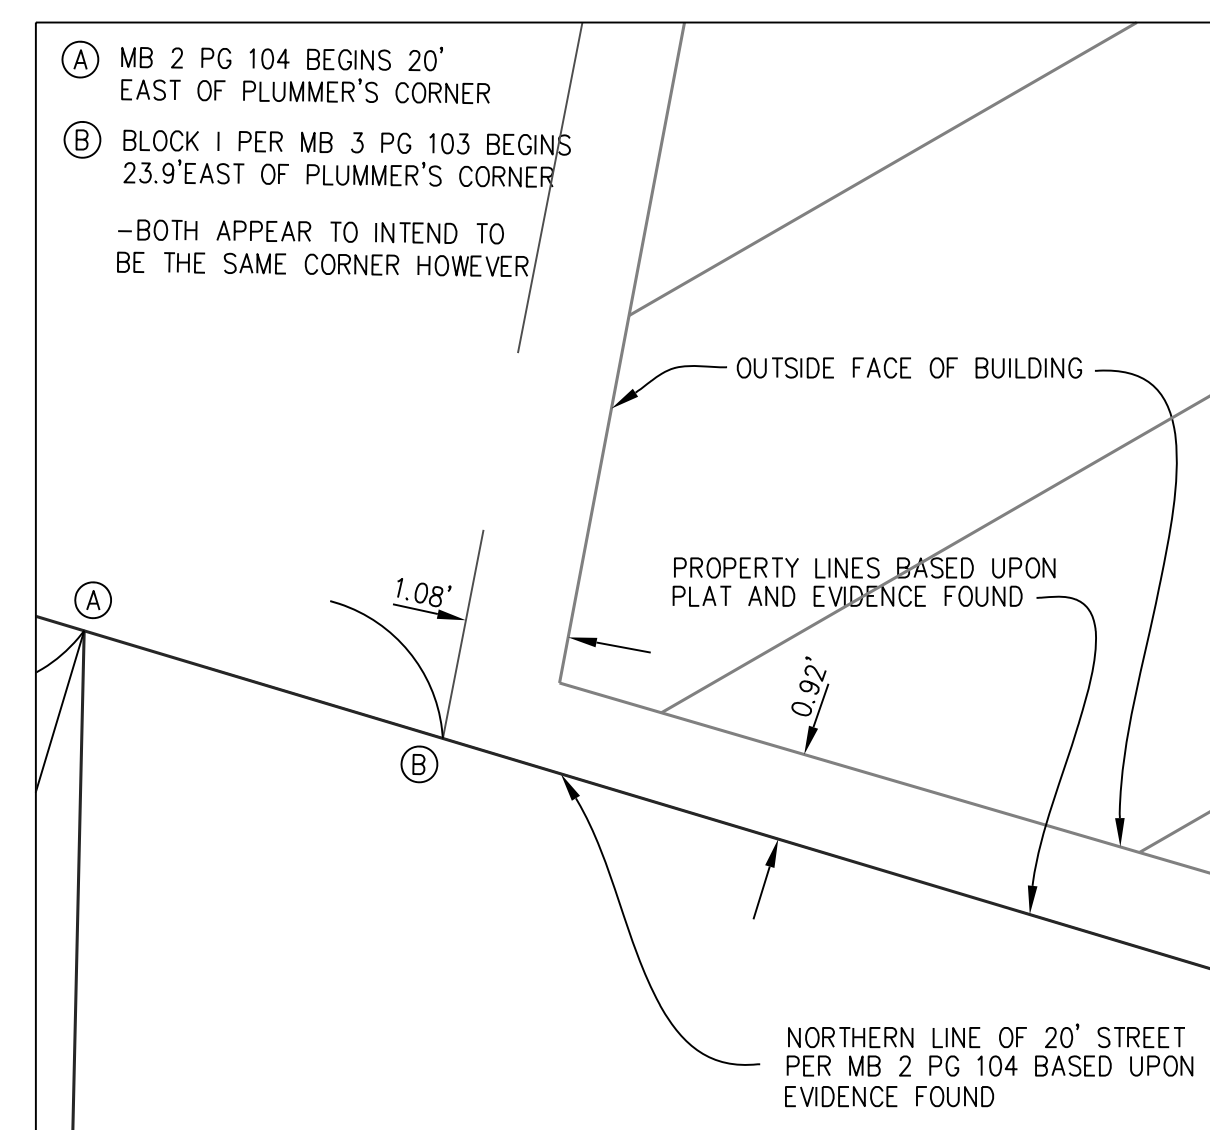 A MB 2 PG 104 BEGINS 20'
EAST OF PLUMMER'S CORNER
B BLOCK 1 PER MB 3 PG 103 BEGINS
23.9'EAST OF PLUMMER'S CORNER
-BOTH APPEAR TO INTEND TO
BE THE SAME CORNER HOWEVER
OUTSIDE FACE OF BUILDING
PROPERTY LINES BASED UPON
PLAT AND EVIDENCE FOUND
A
1.08'
0.92'
B
NORTHERN LINE OF 20' STREET
PER MB 2 PG 104 BASED UPON
EVIDENCE FOUND